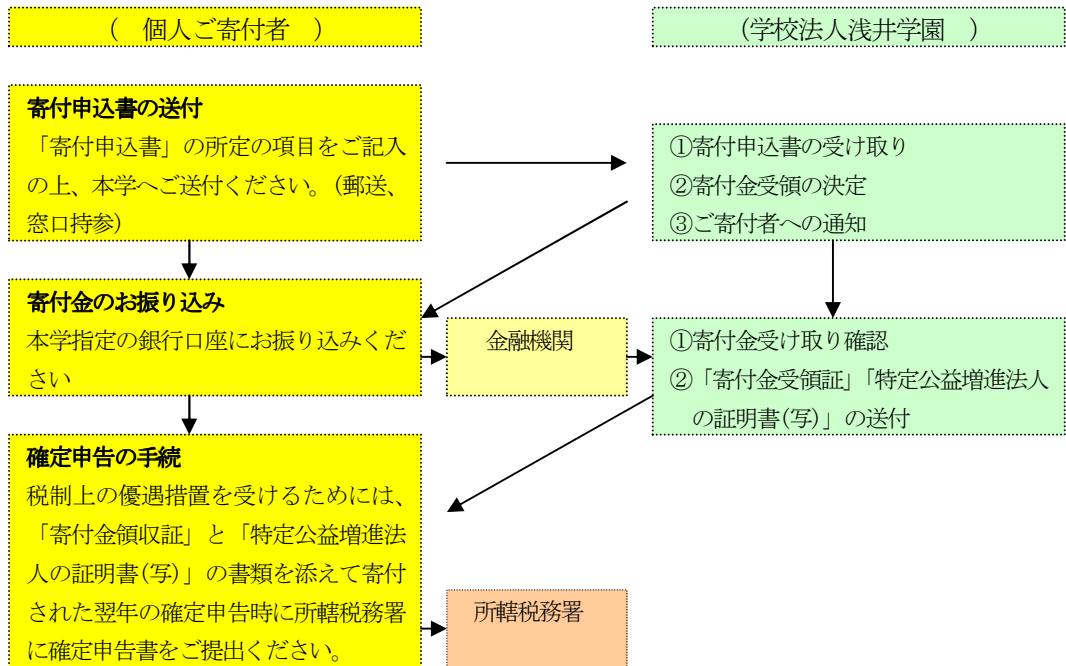 （　個人ご寄付者　）
(学校法人浅井学園　)
寄付申込書の送付
「寄付申込書」の所定の項目をご記入
の上、本学へご送付ください。(郵送、
窓口持参)
①寄付申込書の受け取り
②寄付金受領の決定
③ご寄付者への通知
寄付金のお振り込み
本学指定の銀行口座にお振り込みくだ
さい
金融機関
①寄付金受け取り確認
②「寄付金受領証」「特定公益増進法人
の証明書(写)」の送付
確定申告の手続
税制上の優遇措置を受けるためには、
「寄付金領収証」と「特定公益増進法
人の証明書(写)」の書類を添えて寄付
された翌年の確定申告時に所轄税務署
に確定申告書をご提出ください。
所轄税務署